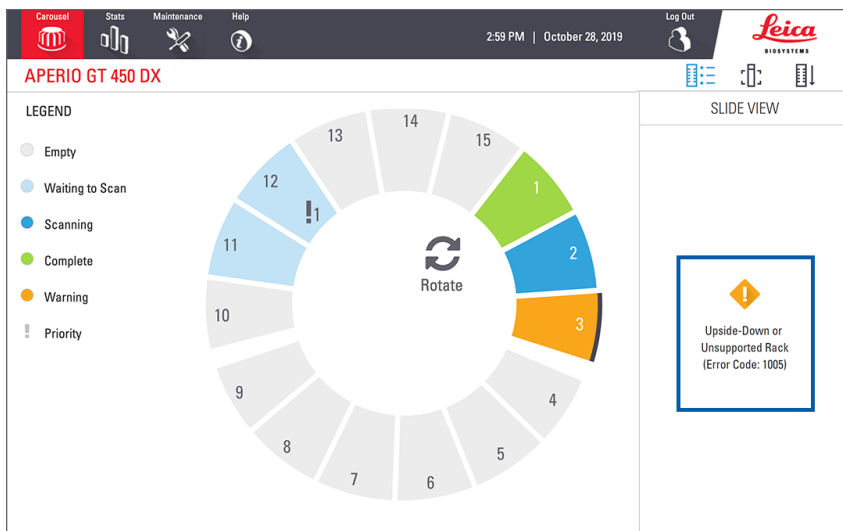 Carousel
Stats
Maintenance
Help
2:59 PM | October 28, 2019
Log Out
Leica
BIOSYSTEMS
APERIO GT 450 DX
LEGEND
Empty
Waiting to Scan
Scanning
Complete
Warning
! Priority
13
14
15
12
!1
11
10
9
8
7
6
5
4
3
2
1
Rotate
SLIDE VIEW
!
Upside-Down or
Unsupported Rack
(Error Code: 1005)